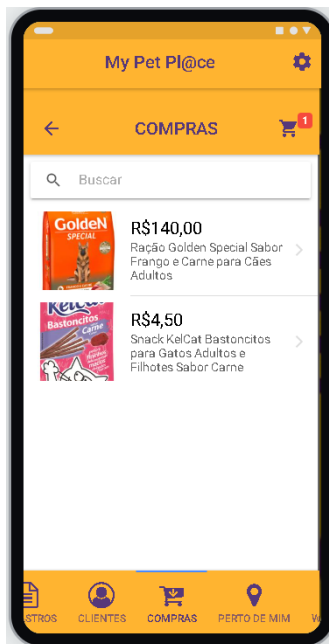 My Pet Pl@ce
COMPRAS
1
Buscar
GoldeN
SPECIAL
R$140,00
Ração Golden Special Sabor
Frango e Carne para Cães
Adultos
KelCat
Bastoncitos
Carne
R$4,50
Snack KelCat Bastoncitos
para Gatos Adultos e
Filhotes Sabor Carne
STROS
CLIENTES
COMPRAS
PERTO DE MIM
W